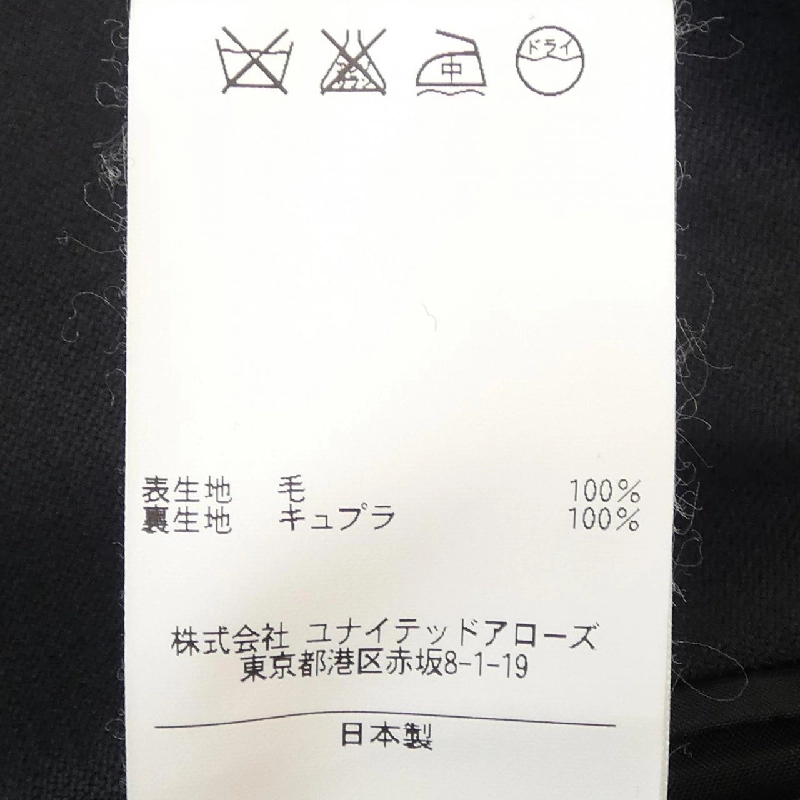 中 ドライ
表生地 毛 100%
裏生地 キュプラ 100%
株式会社 ユナイテッドアローズ
東京都港区赤坂8-1-19
日本製